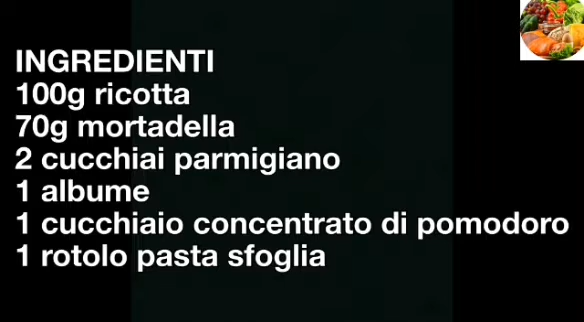 INGREDIENTI
100g ricotta
70g mortadella
2 cucchiai parmigiano
1 albume
1 cucchiaio concentrato di pomodoro
1 rotolo pasta sfoglia